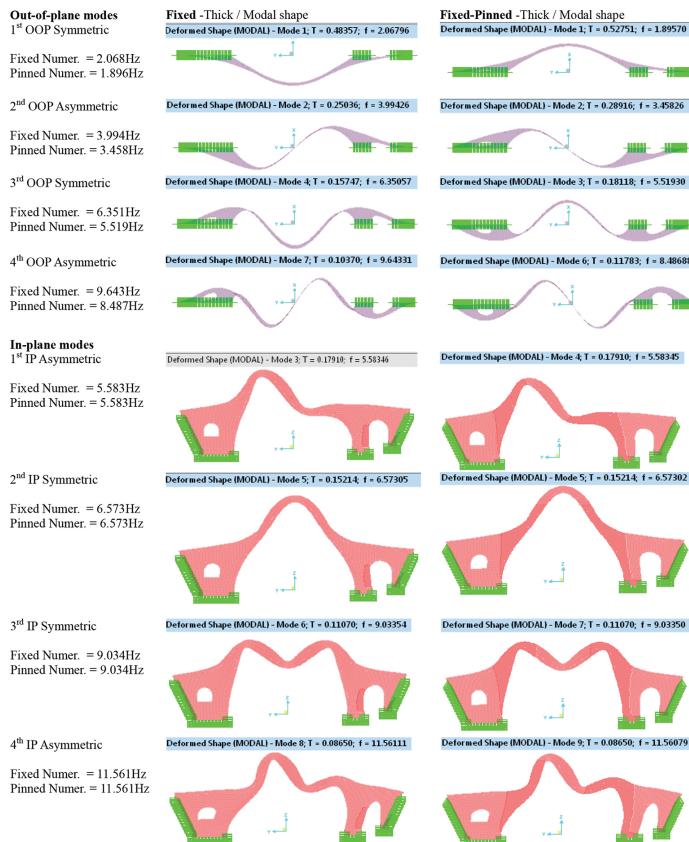 Out-of-plane modes
Fixed -Thick / Modal shape
Fixed-Pinned -Thick / Modal shape
1st OOP Symmetric
Fixed Numer. = 2.068Hz
Pinned Numer. = 1.896Hz
Deformed Shape (MODAL) - Mode 1; T = 0.48357; f = 2.06796
Deformed Shape (MODAL) - Mode 1; T = 0.52751; f = 1.89570
2nd OOP Asymmetric
Fixed Numer. = 3.994Hz
Pinned Numer. = 3.458Hz
Deformed Shape (MODAL) - Mode 2; T = 0.25036; f = 3.99426
Deformed Shape (MODAL) - Mode 2; T = 0.28916; f = 3.45826
3rd OOP Symmetric
Fixed Numer. = 6.351Hz
Pinned Numer. = 5.519Hz
Deformed Shape (MODAL) - Mode 4; T = 0.15747; f = 6.35057
Deformed Shape (MODAL) - Mode 3; T = 0.18118; f = 5.51930
4th OOP Asymmetric
Fixed Numer. = 9.643Hz
Pinned Numer. = 8.487Hz
Deformed Shape (MODAL) - Mode 7; T = 0.10370; f = 9.64331
Deformed Shape (MODAL) - Mode 6; T = 0.11783; f = 8.48688
In-plane modes
1st IP Asymmetric
Fixed Numer. = 5.583Hz
Pinned Numer. = 5.583Hz
Deformed Shape (MODAL) - Mode 3; T = 0.17910; f = 5.58346
Deformed Shape (MODAL) - Mode 4; T = 0.17910; f = 5.58345
2nd IP Symmetric
Fixed Numer. = 6.573Hz
Pinned Numer. = 6.573Hz
Deformed Shape (MODAL) - Mode 5; T = 0.15214; f = 6.57305
Deformed Shape (MODAL) - Mode 5; T = 0.15214; f = 6.57302
3rd IP Symmetric
Fixed Numer. = 9.034Hz
Pinned Numer. = 9.034Hz
Deformed Shape (MODAL) - Mode 6; T = 0.11070; f = 9.03354
Deformed Shape (MODAL) - Mode 7; T = 0.11070; f = 9.03350
4th IP Asymmetric
Fixed Numer. = 11.561Hz
Pinned Numer. = 11.561Hz
Deformed Shape (MODAL) - Mode 8; T = 0.08650; f = 11.56111
Deformed Shape (MODAL) - Mode 9; T = 0.08650; f = 11.56079